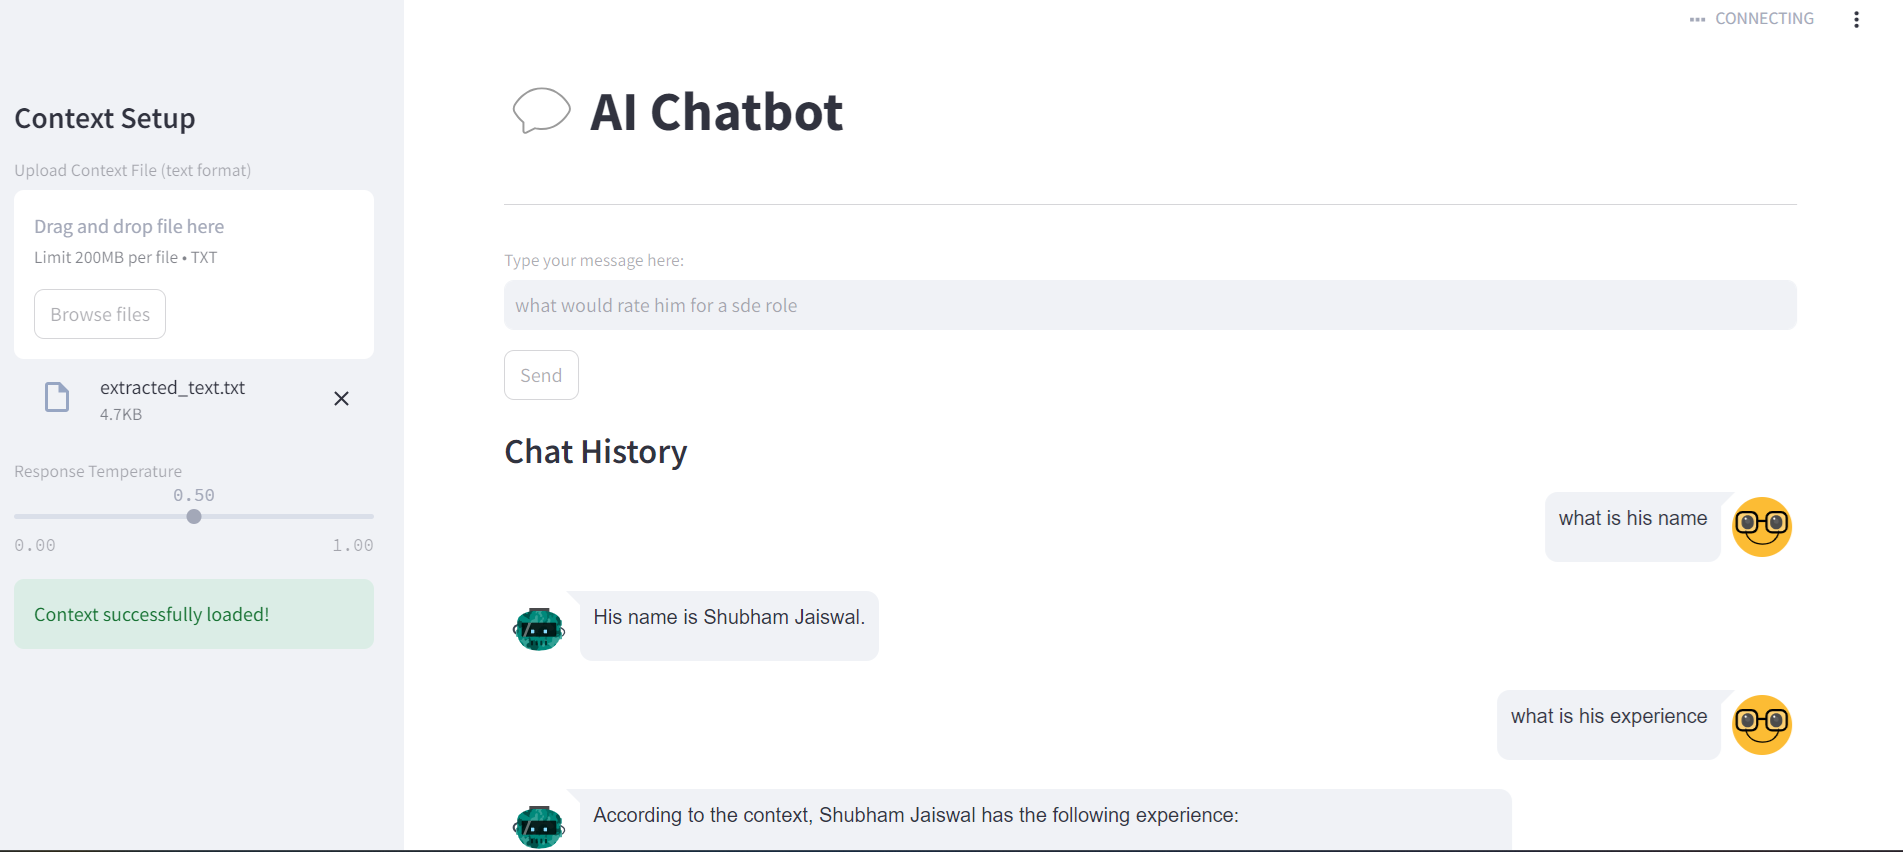 CONNECTING
Context Setup
Upload Context File (text format)
Drag and drop file here
Limit 200MB per file • TXT
Browse files
extracted_text.txt
4.7KB
Response Temperature
0.50
0.00 1.00
Context successfully loaded!
AI Chatbot
Type your message here:
what would rate him for a sde role
Send
Chat History
what is his name
His name is Shubham Jaiswal.
what is his experience
According to the context, Shubham Jaiswal has the following experience: